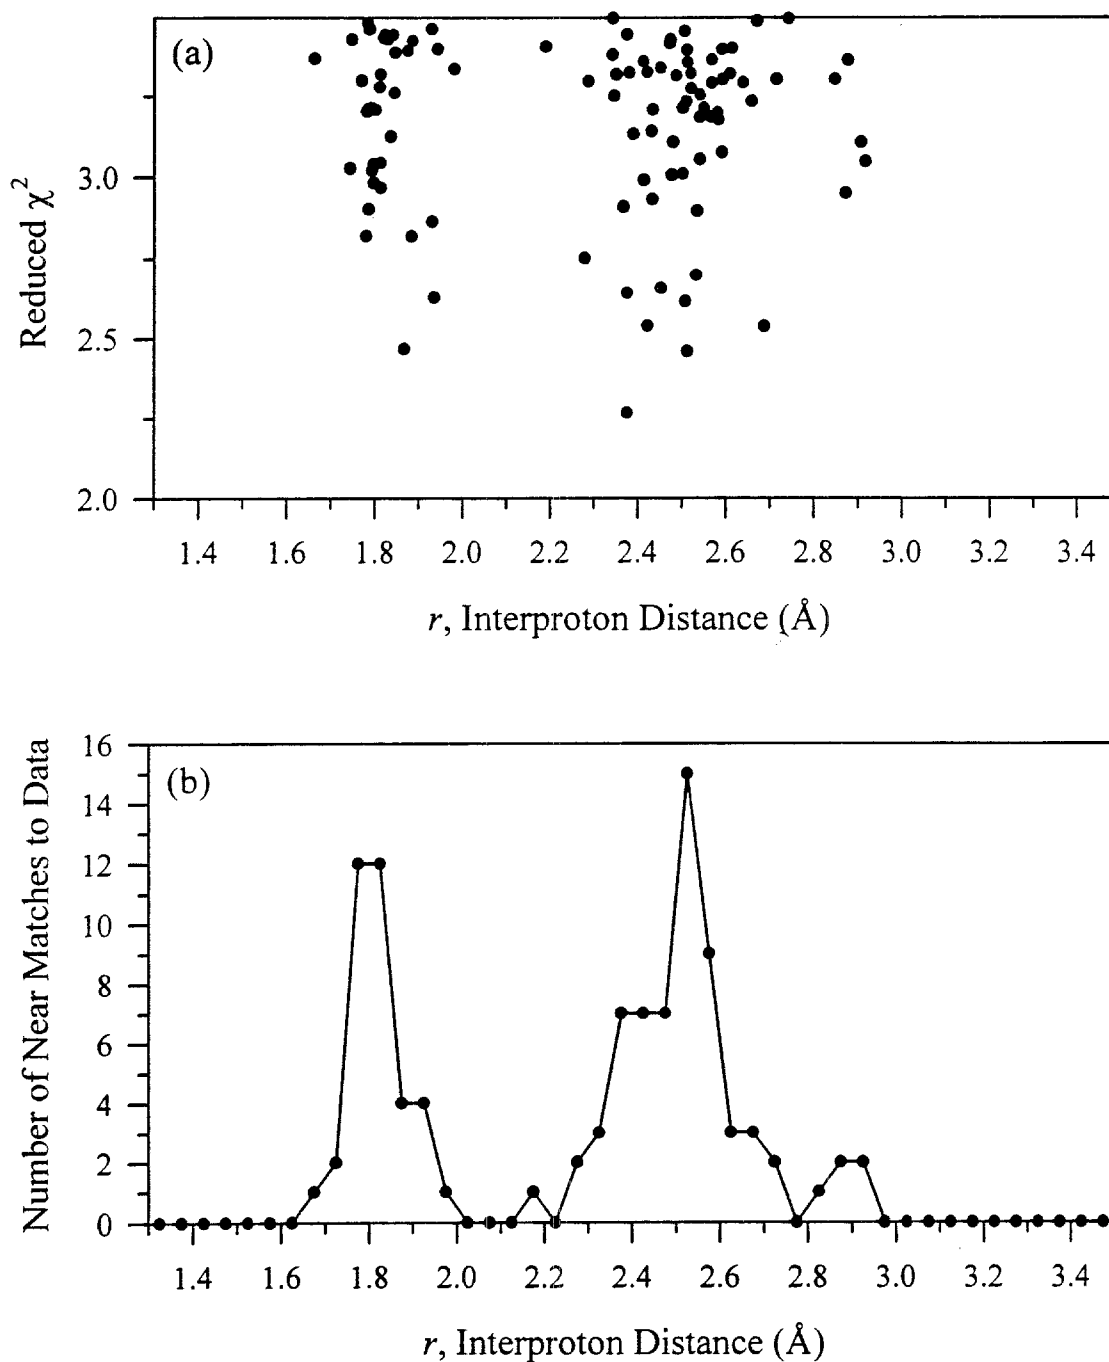 (a)
Reduced χ²
3.0
2.5
2.0
1.4 1.6 1.8 2.0 2.2 2.4 2.6 2.8 3.0 3.2 3.4
r, Interproton Distance (Å)
(b)
Number of Near Matches to Data
16
14
12
10
8
6
4
2
0
1.4 1.6 1.8 2.0 2.2 2.4 2.6 2.8 3.0 3.2 3.4
r, Interproton Distance (Å)